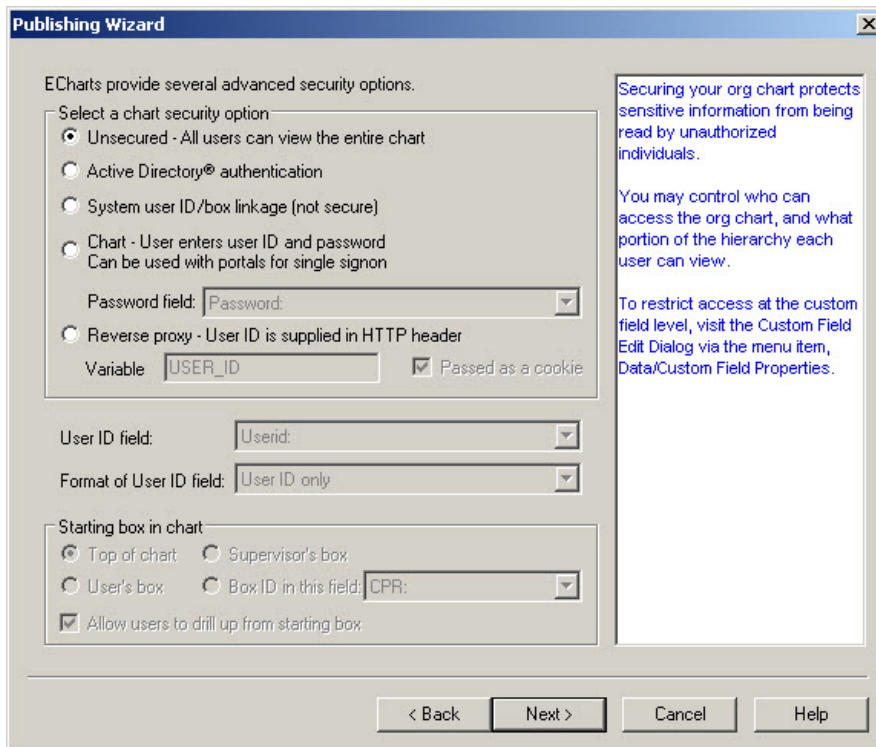 Publishing Wizard
ECharts provide several advanced security options.
Select a chart security option
Unsecured - All users can view the entire chart
Active Directory® authentication
System user ID/box linkage (not secure)
Chart - User enters user ID and password
Can be used with portals for single signon
Password field: Password:
Reverse proxy - User ID is supplied in HTTP header
Variable USER_ID Passed as a cookie
User ID field: Userid:
Format of User ID field: User ID only
Starting box in chart
Top of chart Supervisor's box
User's box Box ID in this field: CPR:
Allow users to drill up from starting box
Securing your org chart protects
sensitive information from being
read by unauthorized
individuals.
You may control who can
access the org chart, and what
portion of the hierarchy each
user can view.
To restrict access at the custom
field level, visit the Custom Field
Edit Dialog via the menu item,
Data/Custom Field Properties.
< Back Next > Cancel Help